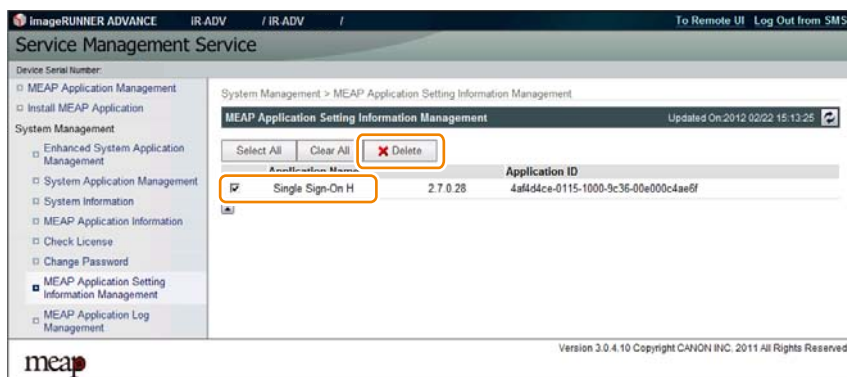 imageRUNNER ADVANCE iR-ADV / iR-ADV / To Remote UI Log Out from SMS
Service Management Service
Device Serial Number:
MEAP Application Management
Install MEAP Application
System Management
Enhanced System Application
Management
System Application Management
System Information
MEAP Application Information
Check License
Change Password
MEAP Application Setting
Information Management
MEAP Application Log
Management
meap
System Management > MEAP Application Setting Information Management
MEAP Application Setting Information Management Updated On:2012 02/22 15:13:25
Select All Clear All Delete
Application Name Application ID
Single Sign-On H 2.7.0.28 4af4d4ce-0115-1000-9c36-00e000c4ae6f
Version 3.0.4.10 Copyright CANON INC. 2011 All Rights Reserved